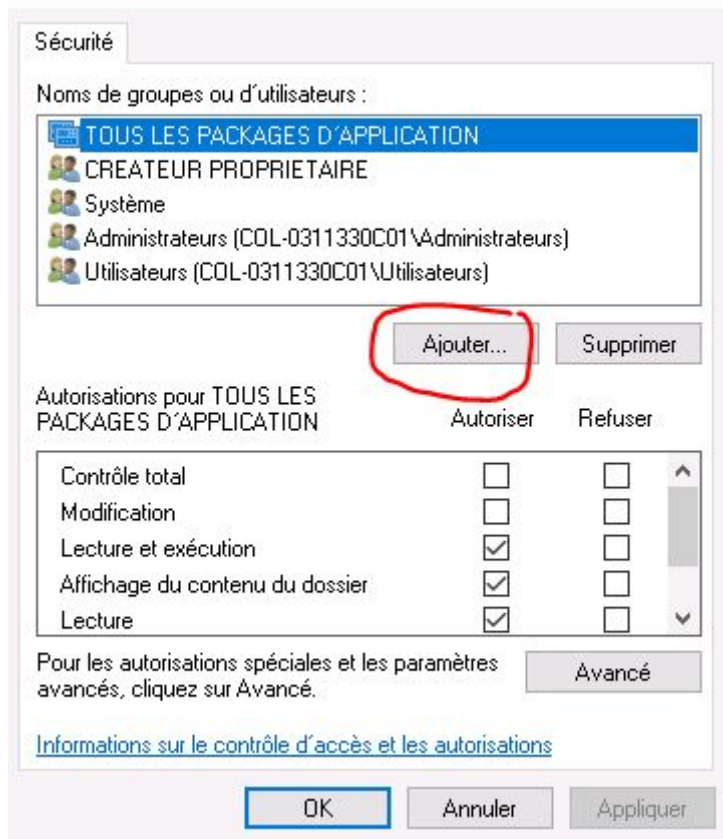 Sécurité
Noms de groupes ou d'utilisateurs :
TOUS LES PACKAGES D'APPLICATION
CREATEUR PROPRIETAIRE
Système
Administrateurs (COL-0311330C01\Administrateurs)
Utilisateurs (COL-0311330C01\Utilisateurs)
Ajouter... Supprimer
Autorisations pour TOUS LES
PACKAGES D'APPLICATION Autoriser Refuser
Contrôle total
Modification
Lecture et exécution
Affichage du contenu du dossier
Lecture
Pour les autorisations spéciales et les paramètres
avancés, cliquez sur Avancé. Avancé
Informations sur le contrôle d'accès et les autorisations
OK Annuler Appliquer